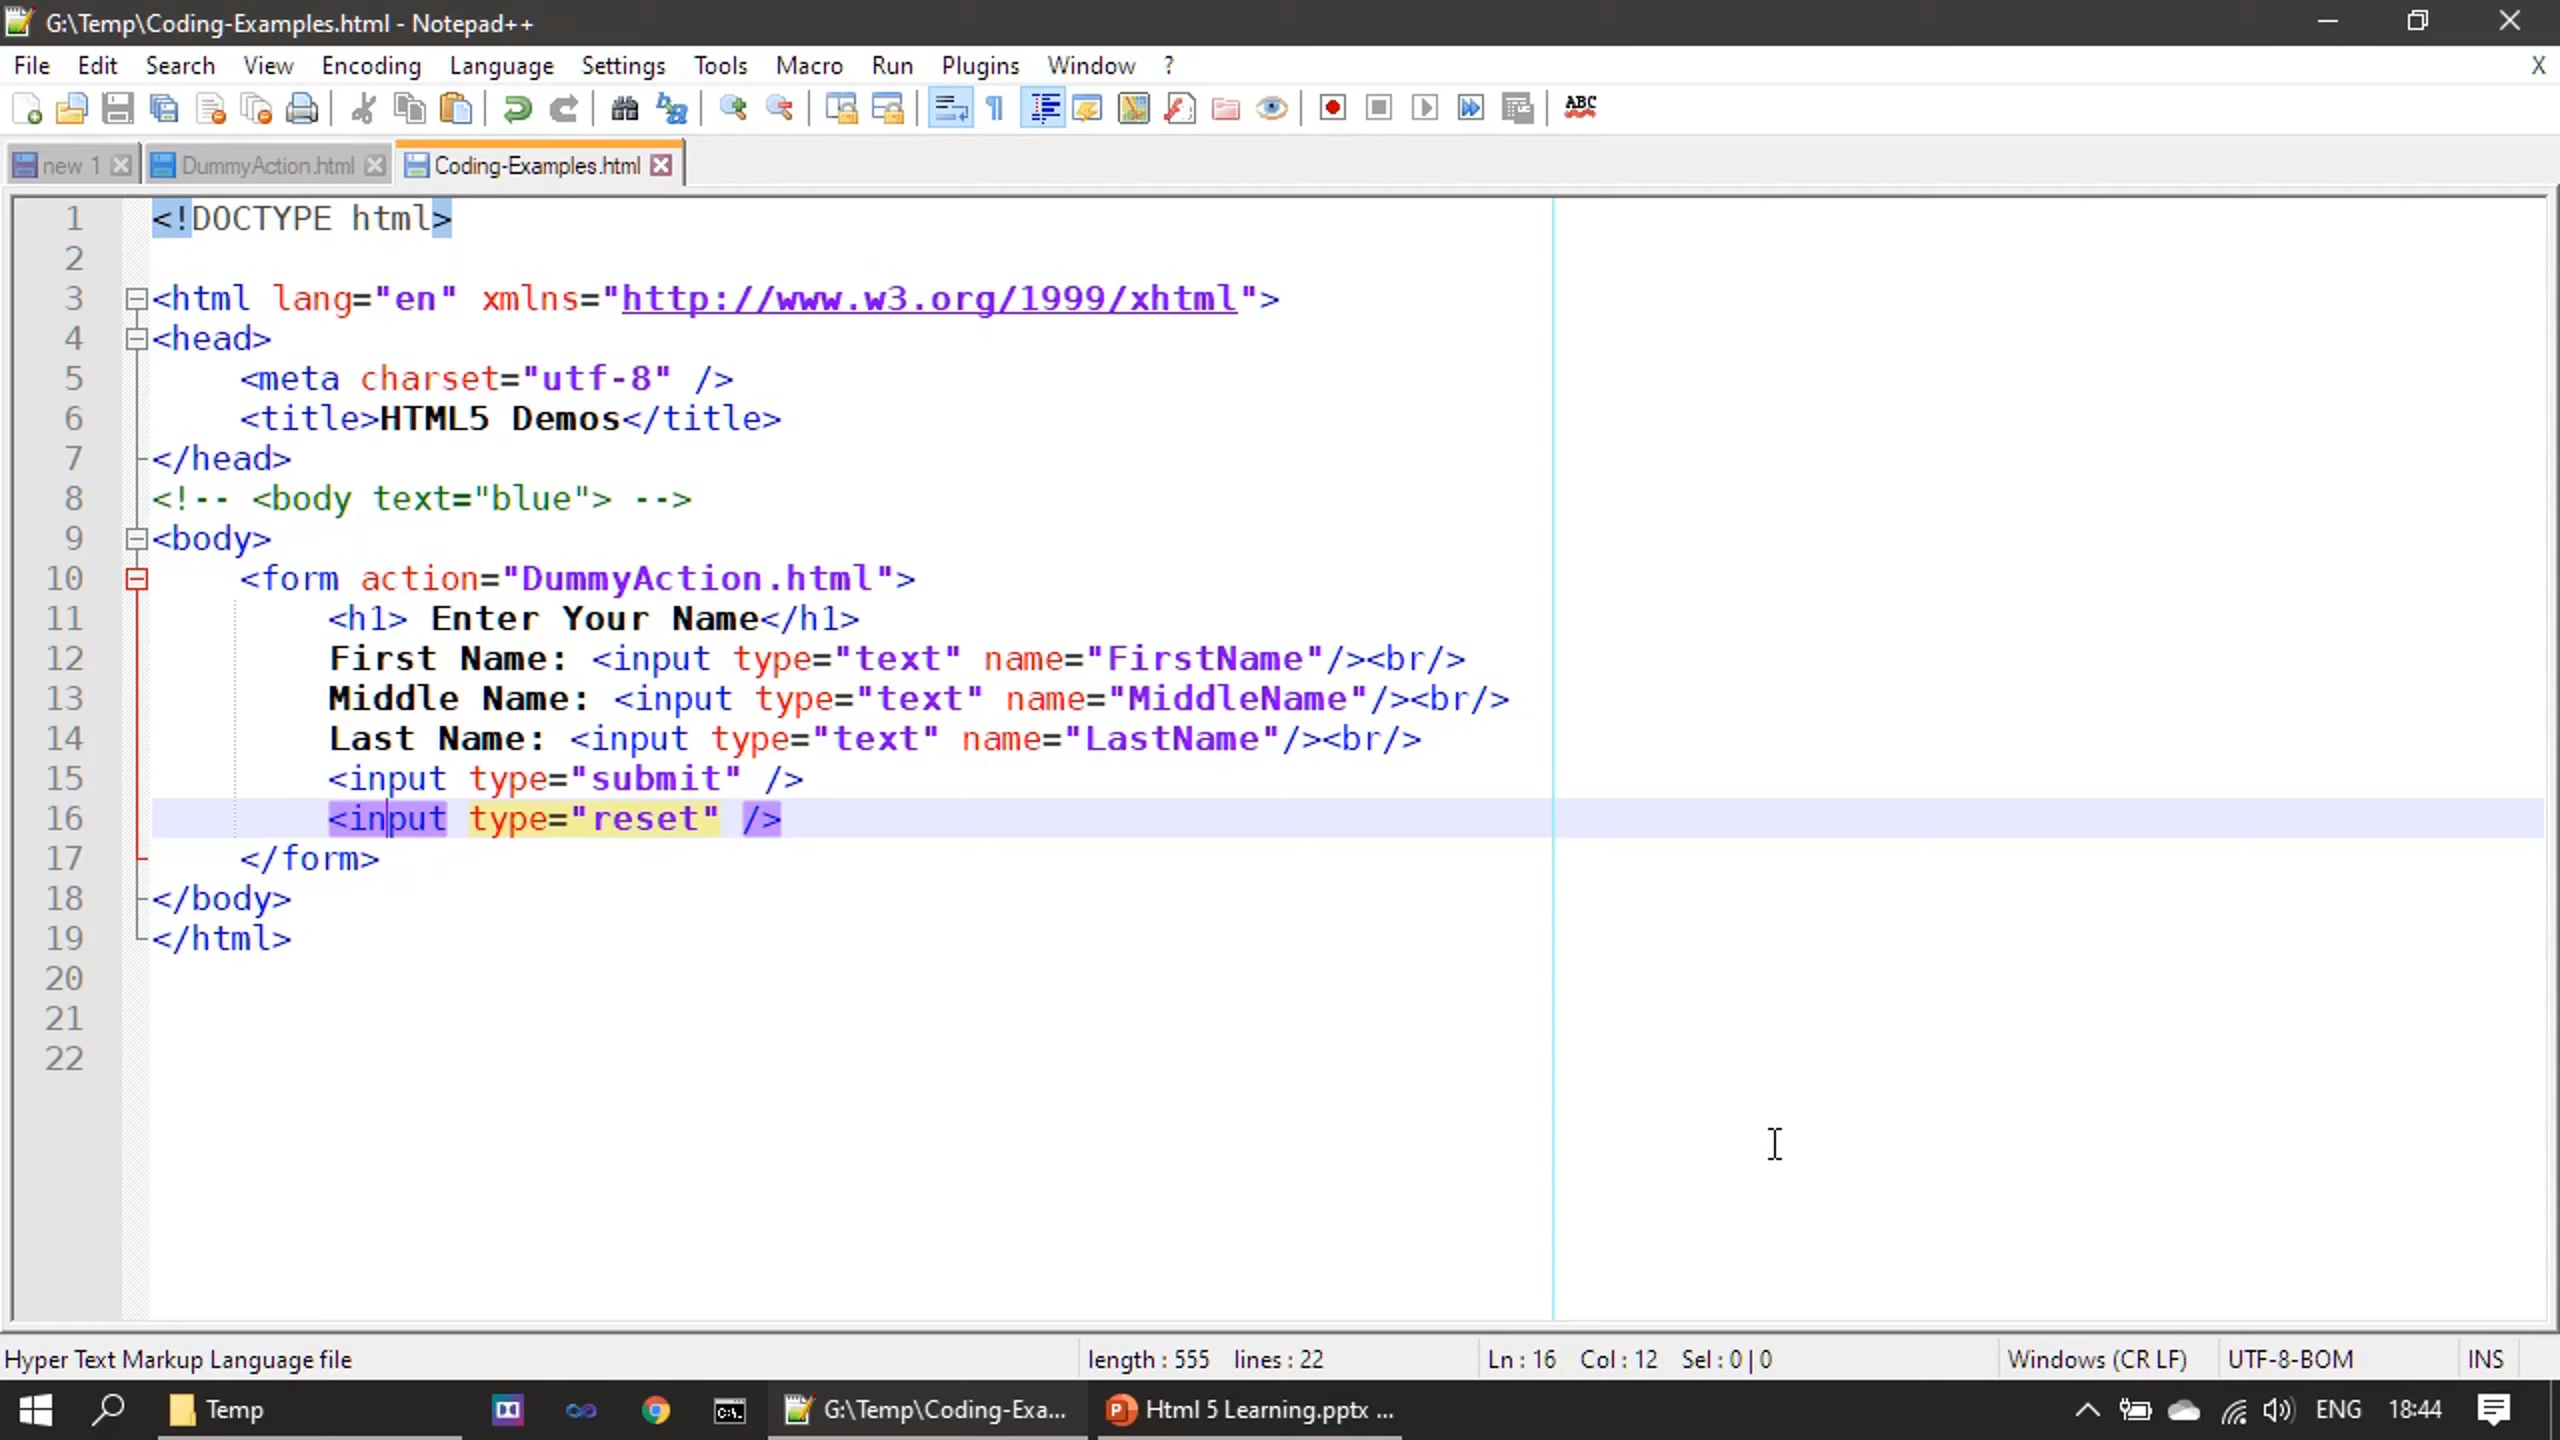 G:\Temp\Coding-Examples.html - Notepad++
File Edit Search View Encoding Language Settings Tools Macro Run Plugins Window ? X
ABC
new 1 DummyAction.html Coding-Examples.html
1 <!DOCTYPE html>
2
3 <html lang="en" xmlns="http://www.w3.org/1999/xhtml">
4 <head>
5 <meta charset="utf-8" />
6 <title>HTML5 Demos</title>
7 </head>
8 <!-- <body text="blue"> -->
9 <body>
10 <form action="DummyAction.html">
11 <h1> Enter Your Name</h1>
12 First Name: <input type="text" name="FirstName"/><br/>
13 Middle Name: <input type="text" name="MiddleName"/><br/>
14 Last Name: <input type="text" name="LastName"/><br/>
15 <input type="submit" />
16 <input type="reset" />
17 </form>
18 </body>
19 </html>
20
21
22
Hyper Text Markup Language file length : 555 lines : 22 Ln : 16 Col : 12 Sel : 0 | 0 Windows (CR LF) UTF-8-BOM INS
Temp G:\Temp\Coding-Exa... Html 5 Learning.pptx ... ENG 18:44